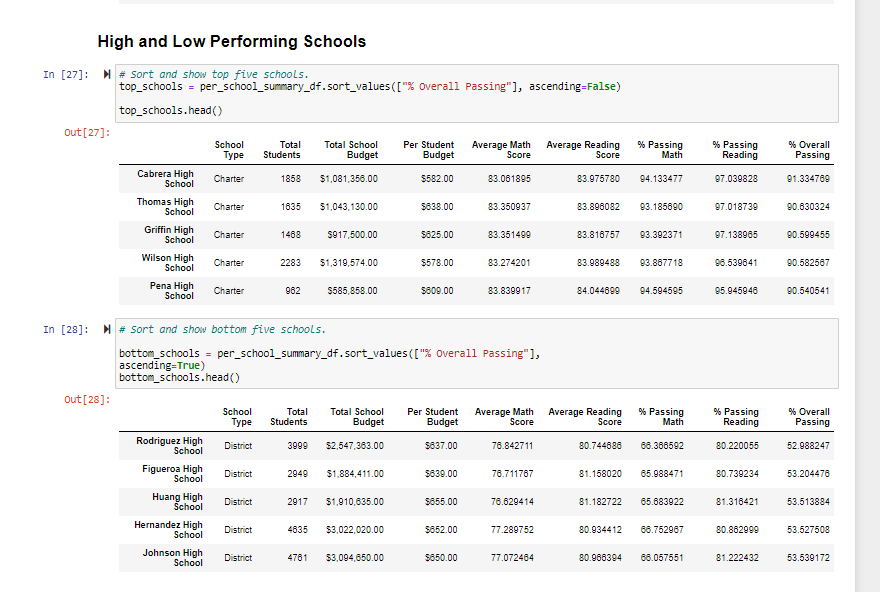 High and Low Performing Schools
In [27]:
# Sort and show top five schools.
top_schools = per_school_summary_df.sort_values(["% Overall Passing"], ascending=False)
top_schools.head()
Out[27]:
School Type Total Students Total School Budget Per Student Budget Average Math Score Average Reading Score % Passing Math % Passing Reading % Overall Passing
Cabrera High School Charter 1858 $1,081,356.00 $582.00 83.061895 83.975780 94.133477 97.039828 91.334769
Thomas High School Charter 1635 $1,043,130.00 $638.00 83.350937 83.896082 93.185690 97.018739 90.630324
Griffin High School Charter 1468 $917,500.00 $625.00 83.351499 83.816757 93.392371 97.138965 90.599455
Wilson High School Charter 2283 $1,319,574.00 $578.00 83.274201 83.989488 93.867718 96.539641 90.582567
Pena High School Charter 962 $585,858.00 $609.00 83.839917 84.044699 94.594595 95.945946 90.540541
In [28]:
# Sort and show bottom five schools.
bottom_schools = per_school_summary_df.sort_values(["% Overall Passing"],
ascending=True)
bottom_schools.head()
Out[28]:
School Type Total Students Total School Budget Per Student Budget Average Math Score Average Reading Score % Passing Math % Passing Reading % Overall Passing
Rodriguez High School District 3999 $2,547,363.00 $637.00 76.842711 80.744686 66.366592 80.220055 52.988247
Figueroa High School District 2949 $1,884,411.00 $639.00 76.711767 81.158020 65.988471 80.739234 53.204476
Huang High School District 2917 $1,910,635.00 $655.00 76.629414 81.182722 65.683922 81.316421 53.513884
Hernandez High School District 4635 $3,022,020.00 $652.00 77.289752 80.934412 66.752967 80.862999 53.527508
Johnson High School District 4761 $3,094,650.00 $650.00 77.072464 80.966394 66.057551 81.222432 53.539172